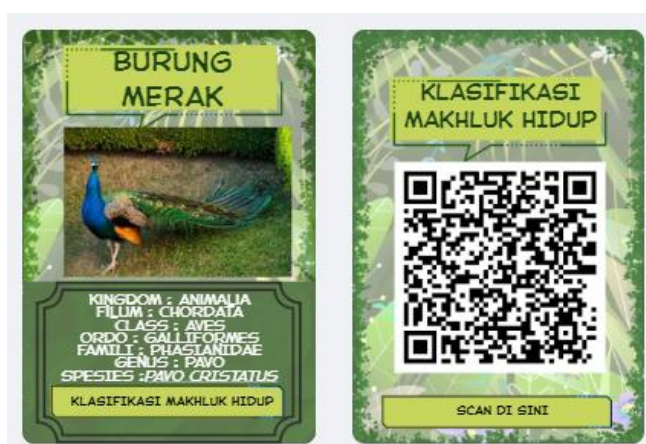 BURUNG
MERAK
KINGDOM : ANIMALIA
FILUM : CHORDATA
CLASS : AVES
ORDO : GALLIFORMES
FAMILI : PHASIANIDAE
GENUS : PAVO
SPESIES :PAVO CRISTATUS
KLASIFIKASI MAKHLUK HIDUP
KLASIFIKASI
MAKHLUK HIDUP
SCAN DI SINI